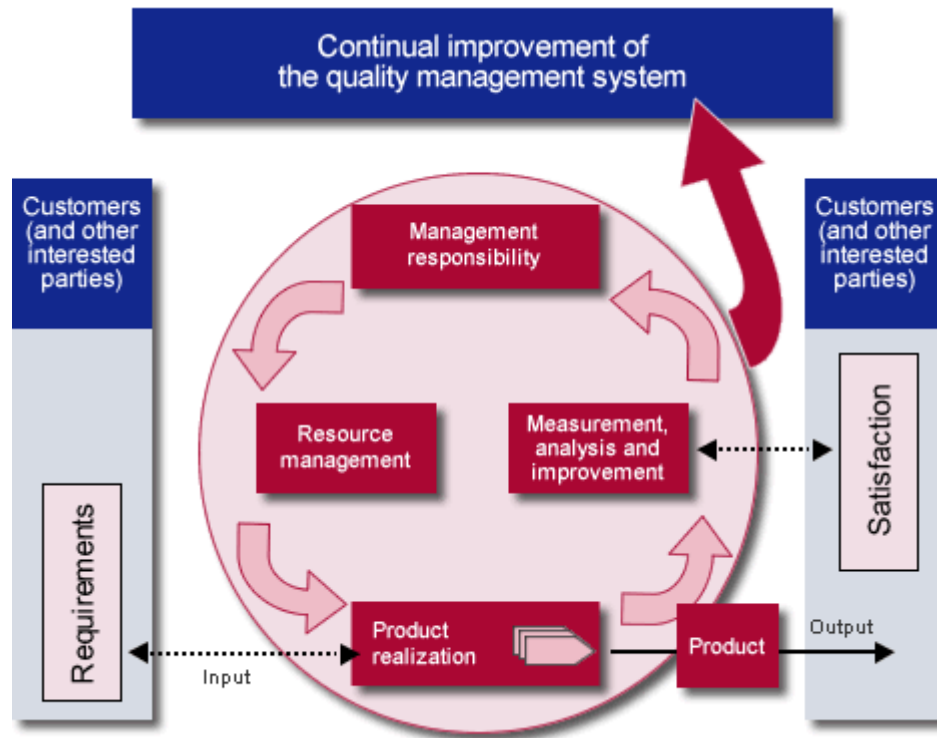 Continual improvement of
the quality management system
Customers
(and other
interested
parties)
Customers
(and other
interested
parties)
Management
responsibility
Resource
management
Measurement,
analysis and
improvement
Satisfaction
Requirements
Product
realization
Product
Input
Output